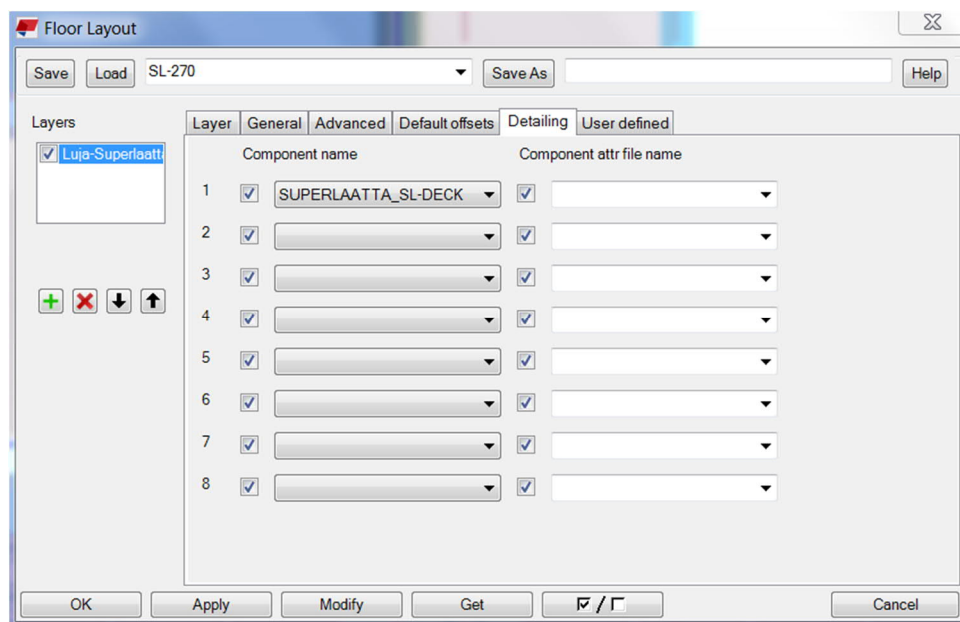 Floor Layout
Save Load SL-270 Save As Help
Layers
Layer General Advanced Default offsets Detailing User defined
Luja-Superlaatta
Component name Component attr file name
1 SUPERLAATTA_SL-DECK
2
3
4
5
6
7
8
OK Apply Modify Get / Cancel